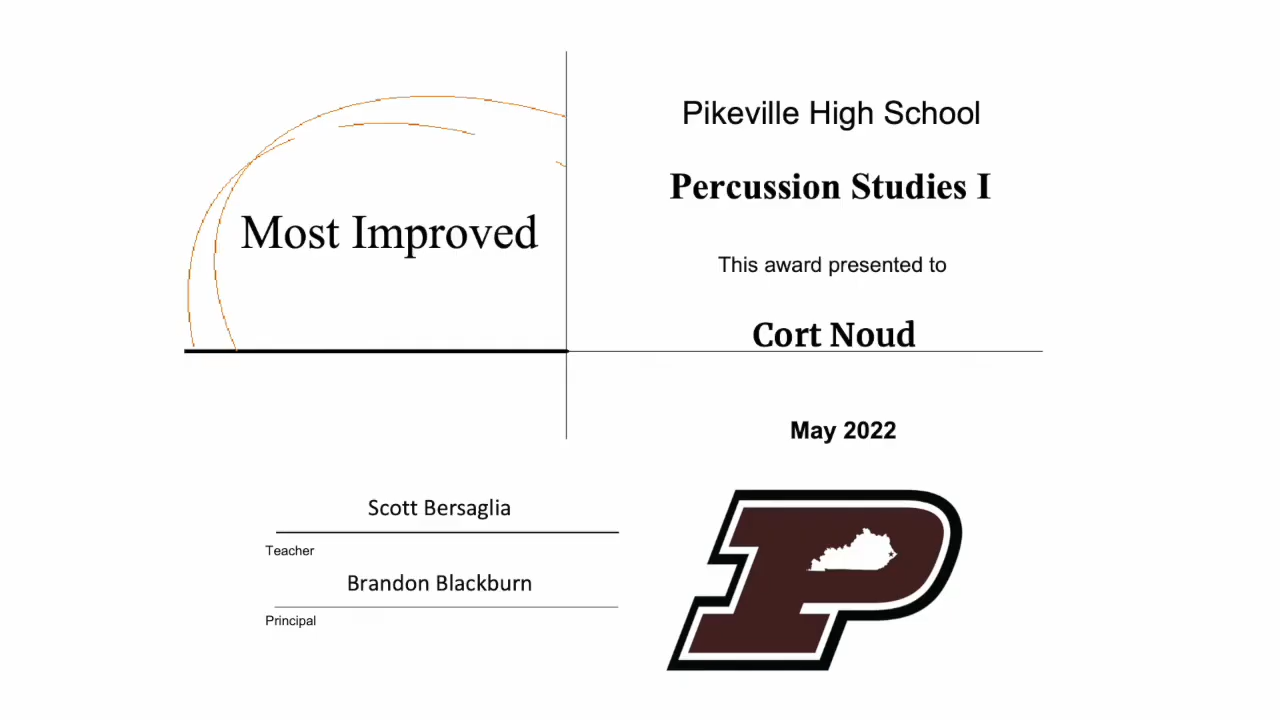 Most Improved
Pikeville High School
Percussion Studies I
This award presented to
Cort Noud
May 2022
Scott Bersaglia
Teacher
Brandon Blackburn
Principal
P